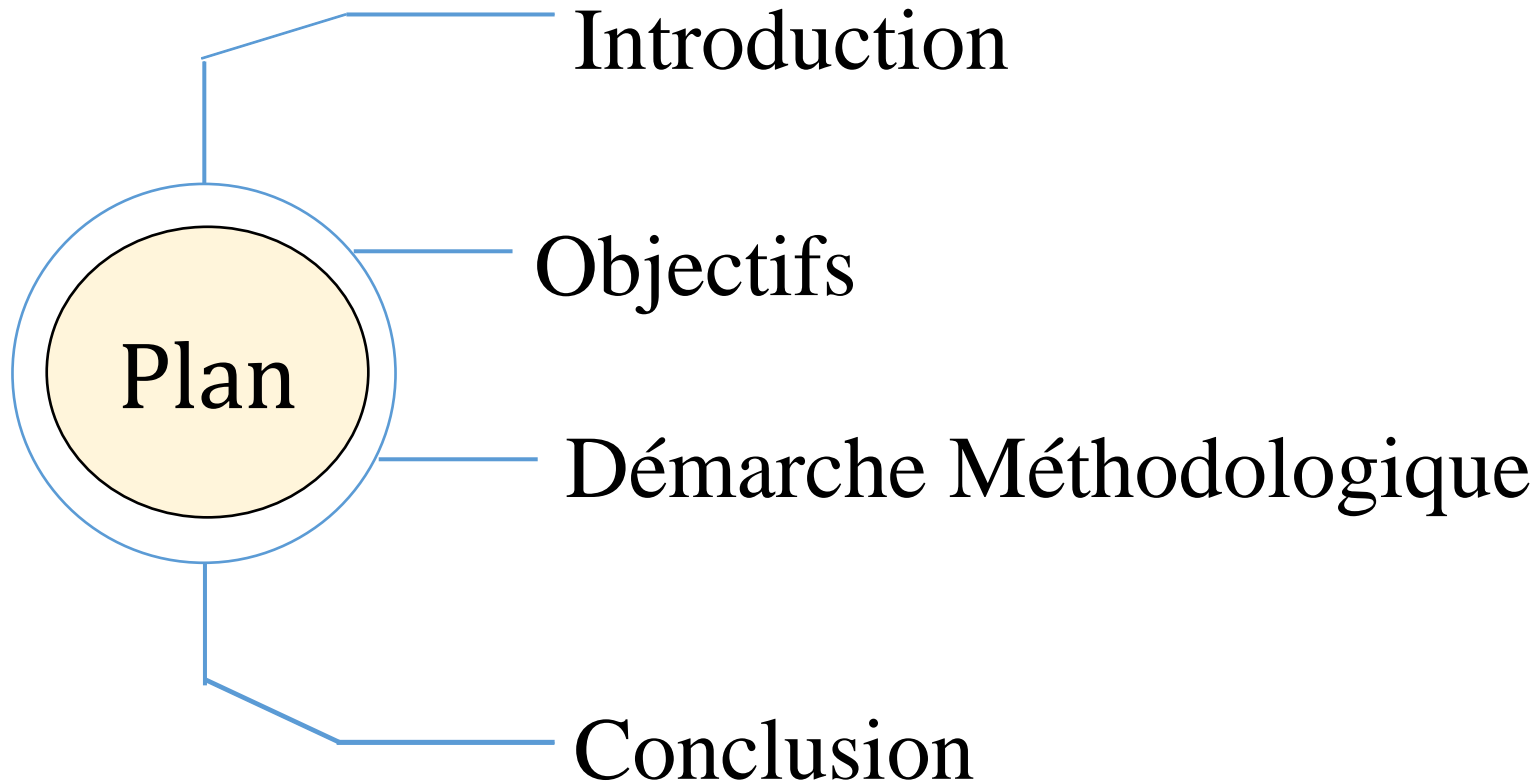 Introduction
Objectifs
Plan
Démarche Méthodologique
Conclusion